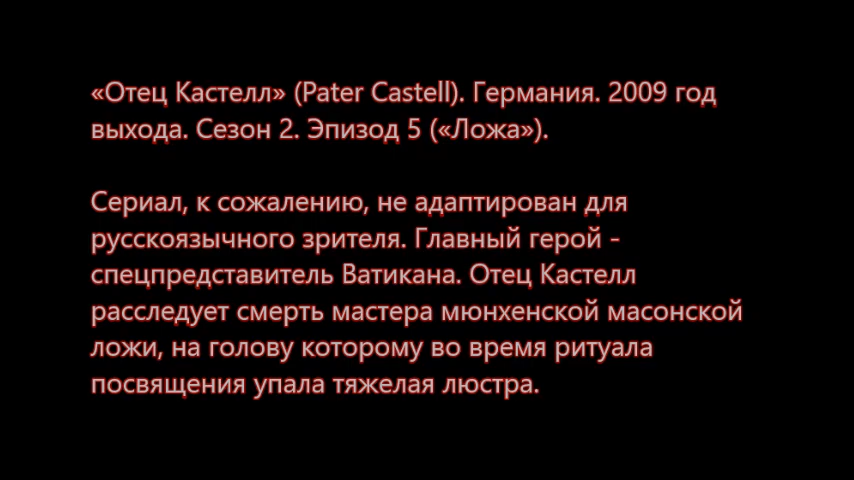 «Отец Кастелл» (Pater Castell). Германия. 2009 год
выхода. Сезон 2. Эпизод 5 («Ложа»).
Сериал, к сожалению, не адаптирован для
русскоязычного зрителя. Главный герой -
спецпредставитель Ватикана. Отец Кастелл
расследует смерть мастера мюнхенской масонской
ложи, на голову которому во время ритуала
посвящения упала тяжелая люстра.